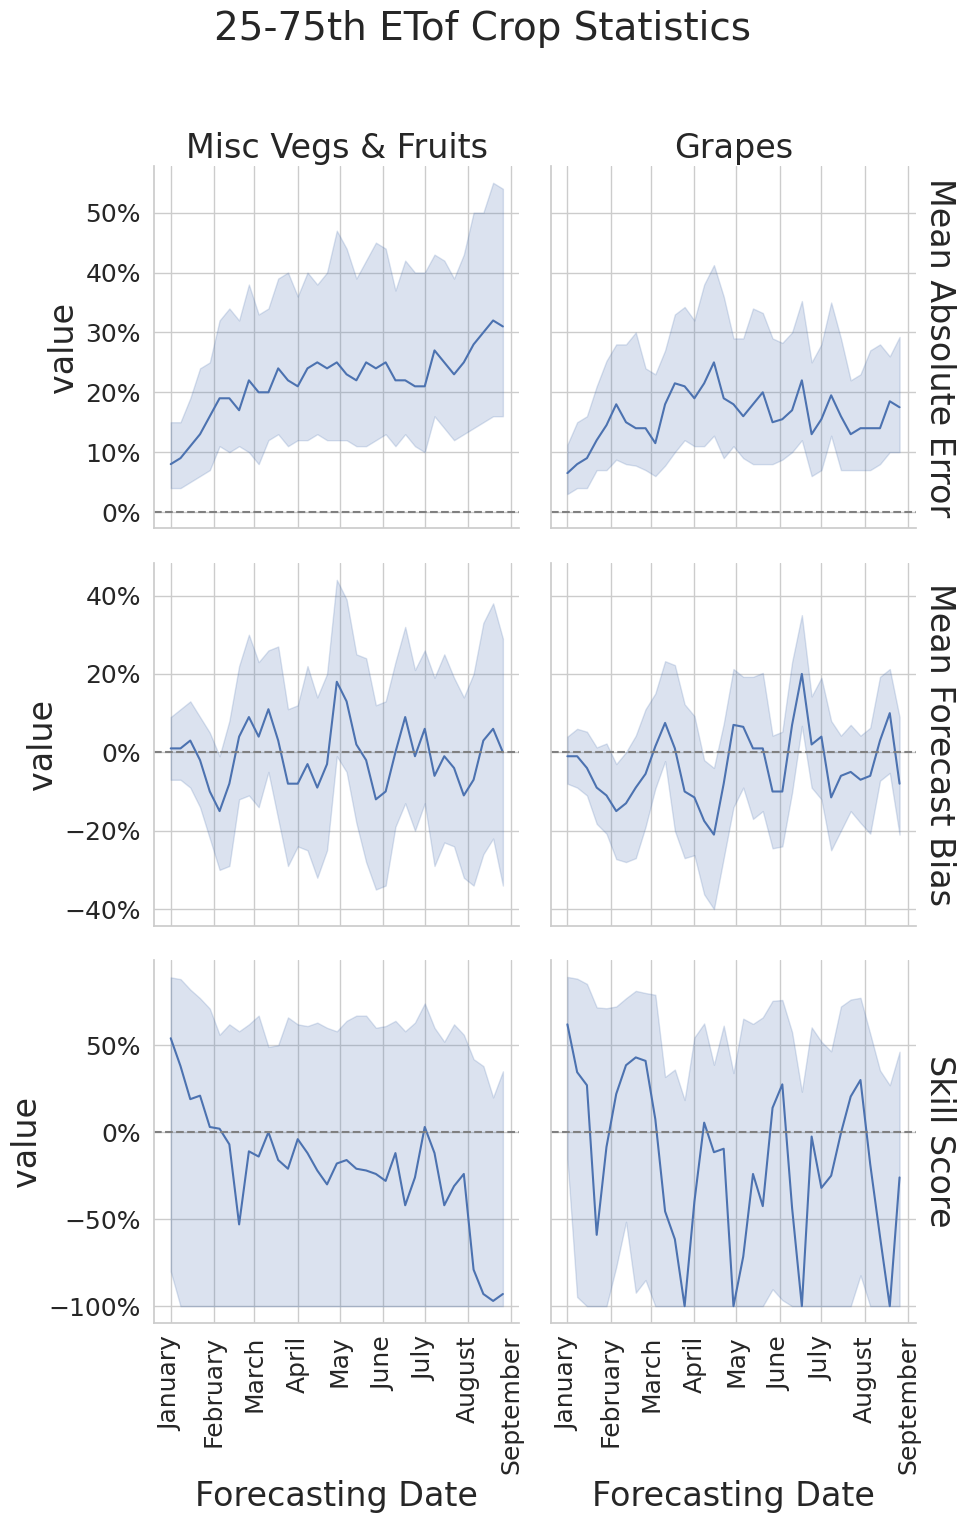 25-75th ETof Crop Statistics
Misc Vegs & Fruits
Grapes
50%
40%
30%
20%
10%
0%
value
Mean Absolute Error
40%
20%
0%
−20%
−40%
value
Mean Forecast Bias
50%
0%
−50%
−100%
value
Skill Score
January
February
March
April
May
June
July
August
September
January
February
March
April
May
June
July
August
September
Forecasting Date
Forecasting Date